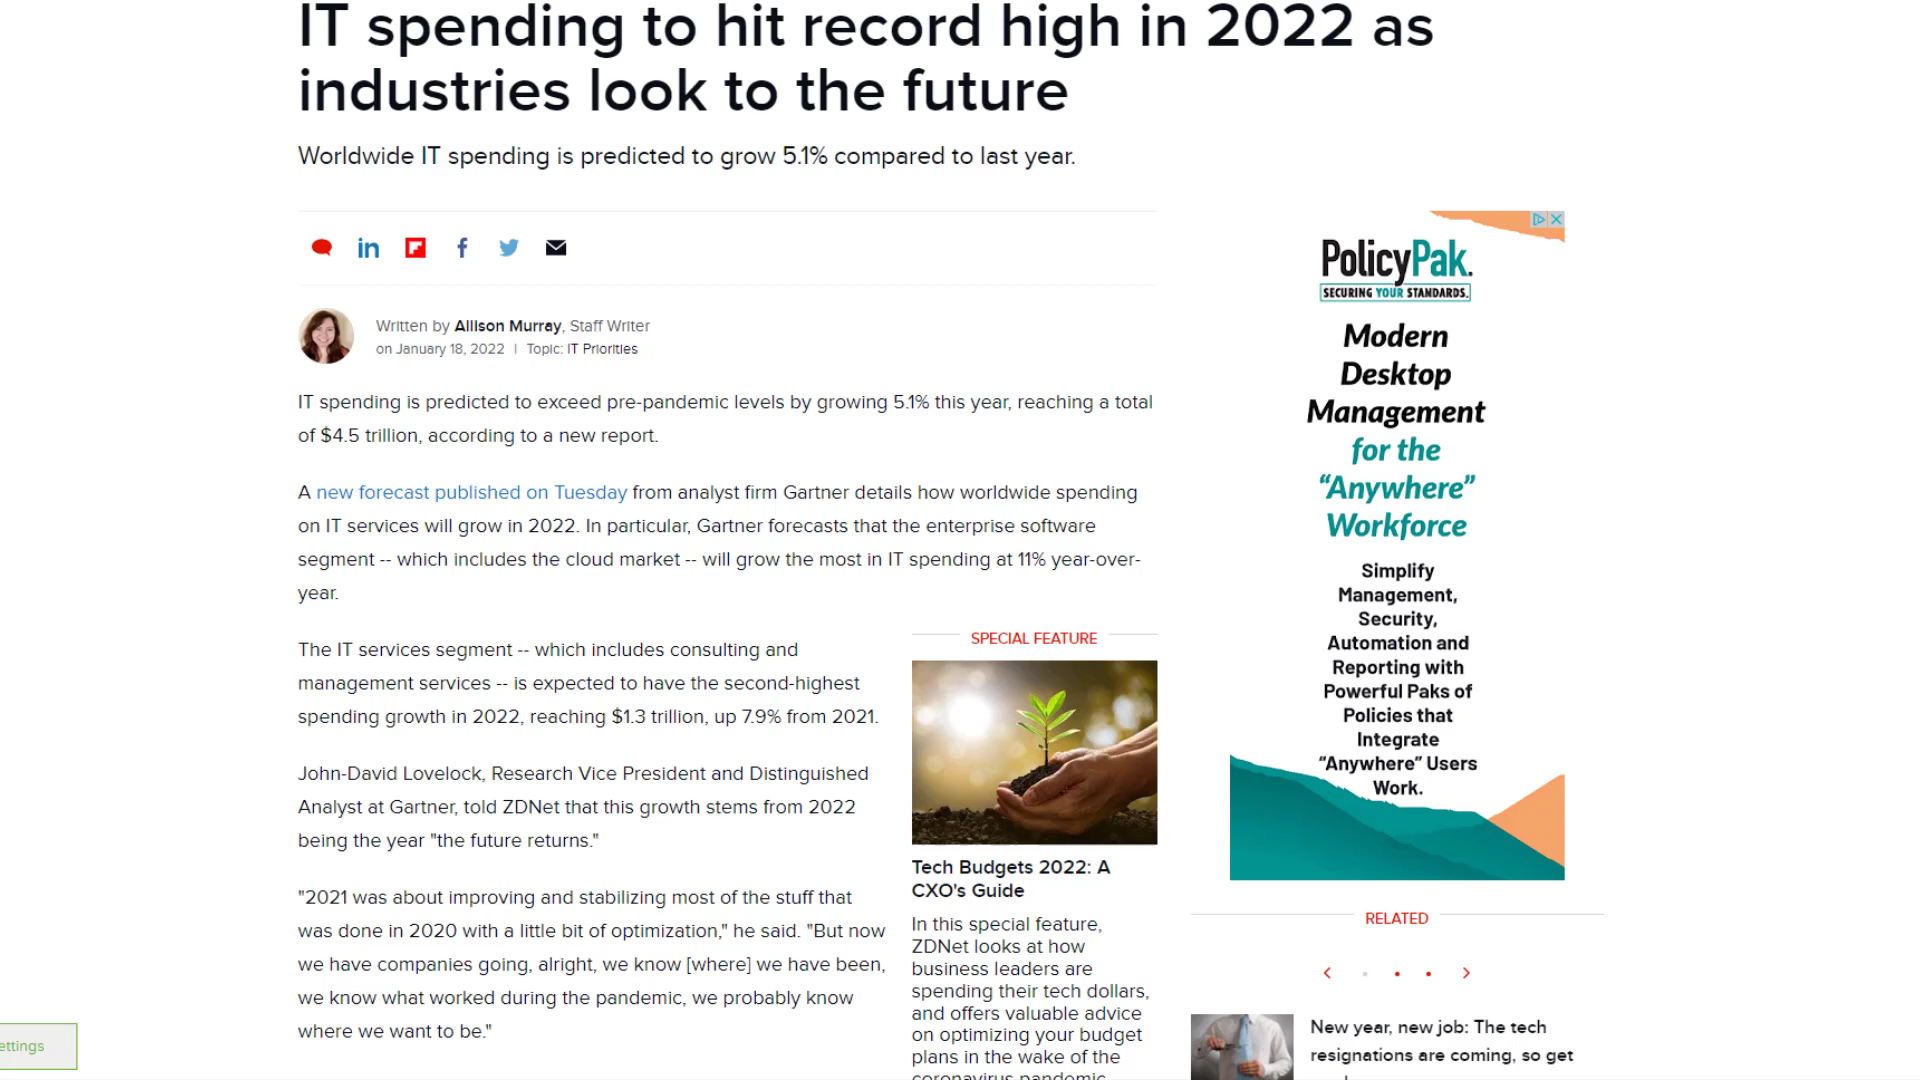 IT spending to hit record high in 2022 as
industries look to the future
Worldwide IT spending is predicted to grow 5.1% compared to last year.
Written by Allison Murray, Staff Writer
on January 18, 2022 | Topic: IT Priorities
IT spending is predicted to exceed pre-pandemic levels by growing 5.1% this year, reaching a total
of $4.5 trillion, according to a new report.
A new forecast published on Tuesday from analyst firm Gartner details how worldwide spending
on IT services will grow in 2022. In particular, Gartner forecasts that the enterprise software
segment -- which includes the cloud market -- will grow the most in IT spending at 11% year-over-
year.
The IT services segment -- which includes consulting and
management services -- is expected to have the second-highest
spending growth in 2022, reaching $1.3 trillion, up 7.9% from 2021.
John-David Lovelock, Research Vice President and Distinguished
Analyst at Gartner, told ZDNet that this growth stems from 2022
being the year "the future returns."
"2021 was about improving and stabilizing most of the stuff that
was done in 2020 with a little bit of optimization," he said. "But now
we have companies going, alright, we know [where] we have been,
we know what worked during the pandemic, we probably know
where we want to be."
SPECIAL FEATURE
Tech Budgets 2022: A
CXO's Guide
In this special feature,
ZDNet looks at how
business leaders are
spending their tech dollars,
and offers valuable advice
on optimizing your budget
plans in the wake of the
coronavirus pandemic
PolicyPak.
SECURING YOUR STANDARDS.
Modern
Desktop
Management
for the
“Anywhere”
Workforce
Simplify
Management,
Security,
Automation and
Reporting with
Powerful Paks of
Policies that
Integrate
“Anywhere” Users
Work.
RELATED
New year, new job: The tech
resignations are coming, so get
ettings